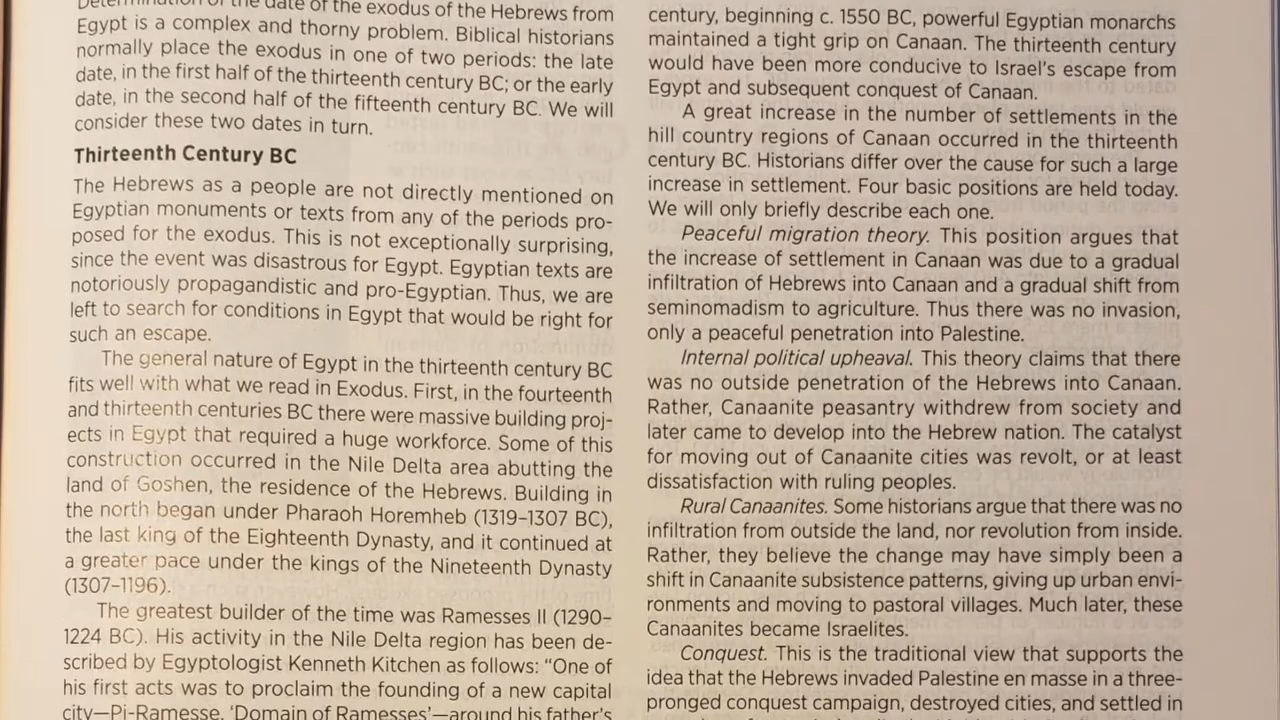 Determination of the date of the exodus of the Hebrews from
Egypt is a complex and thorny problem. Biblical historians
normally place the exodus in one of two periods: the late
date, in the first half of the thirteenth century BC; or the early
date, in the second half of the fifteenth century BC. We will
consider these two dates in turn.
Thirteenth Century BC
The Hebrews as a people are not directly mentioned on
Egyptian monuments or texts from any of the periods pro-
posed for the exodus. This is not exceptionally surprising,
since the event was disastrous for Egypt. Egyptian texts are
notoriously propagandistic and pro-Egyptian. Thus, we are
left to search for conditions in Egypt that would be right for
such an escape.
The general nature of Egypt in the thirteenth century BC
fits well with what we read in Exodus. First, in the fourteenth
and thirteenth centuries BC there were massive building proj-
ects in Egypt that required a huge workforce. Some of this
construction occurred in the Nile Delta area abutting the
land of Goshen, the residence of the Hebrews. Building in
the north began under Pharaoh Horemheb (1319–1307 BC),
the last king of the Eighteenth Dynasty, and it continued at
a greater pace under the kings of the Nineteenth Dynasty
(1307–1196).
The greatest builder of the time was Ramesses II (1290–
1224 BC). His activity in the Nile Delta region has been de-
scribed by Egyptologist Kenneth Kitchen as follows: “One of
his first acts was to proclaim the founding of a new capital
city—Pi-Ramesse, ‘Domain of Ramesses’—around his father’s
century, beginning c. 1550 BC, powerful Egyptian monarchs
maintained a tight grip on Canaan. The thirteenth century
would have been more conducive to Israel’s escape from
Egypt and subsequent conquest of Canaan.
A great increase in the number of settlements in the
hill country regions of Canaan occurred in the thirteenth
century BC. Historians differ over the cause for such a large
increase in settlement. Four basic positions are held today.
We will only briefly describe each one.
Peaceful migration theory. This position argues that
the increase of settlement in Canaan was due to a gradual
infiltration of Hebrews into Canaan and a gradual shift from
seminomadism to agriculture. Thus there was no invasion,
only a peaceful penetration into Palestine.
Internal political upheaval. This theory claims that there
was no outside penetration of the Hebrews into Canaan.
Rather, Canaanite peasantry withdrew from society and
later came to develop into the Hebrew nation. The catalyst
for moving out of Canaanite cities was revolt, or at least
dissatisfaction with ruling peoples.
Rural Canaanites. Some historians argue that there was no
infiltration from outside the land, nor revolution from inside.
Rather, they believe the change may have simply been a
shift in Canaanite subsistence patterns, giving up urban envi-
ronments and moving to pastoral villages. Much later, these
Canaanites became Israelites.
Conquest. This is the traditional view that supports the
idea that the Hebrews invaded Palestine en masse in a three-
pronged conquest campaign, destroyed cities, and settled in